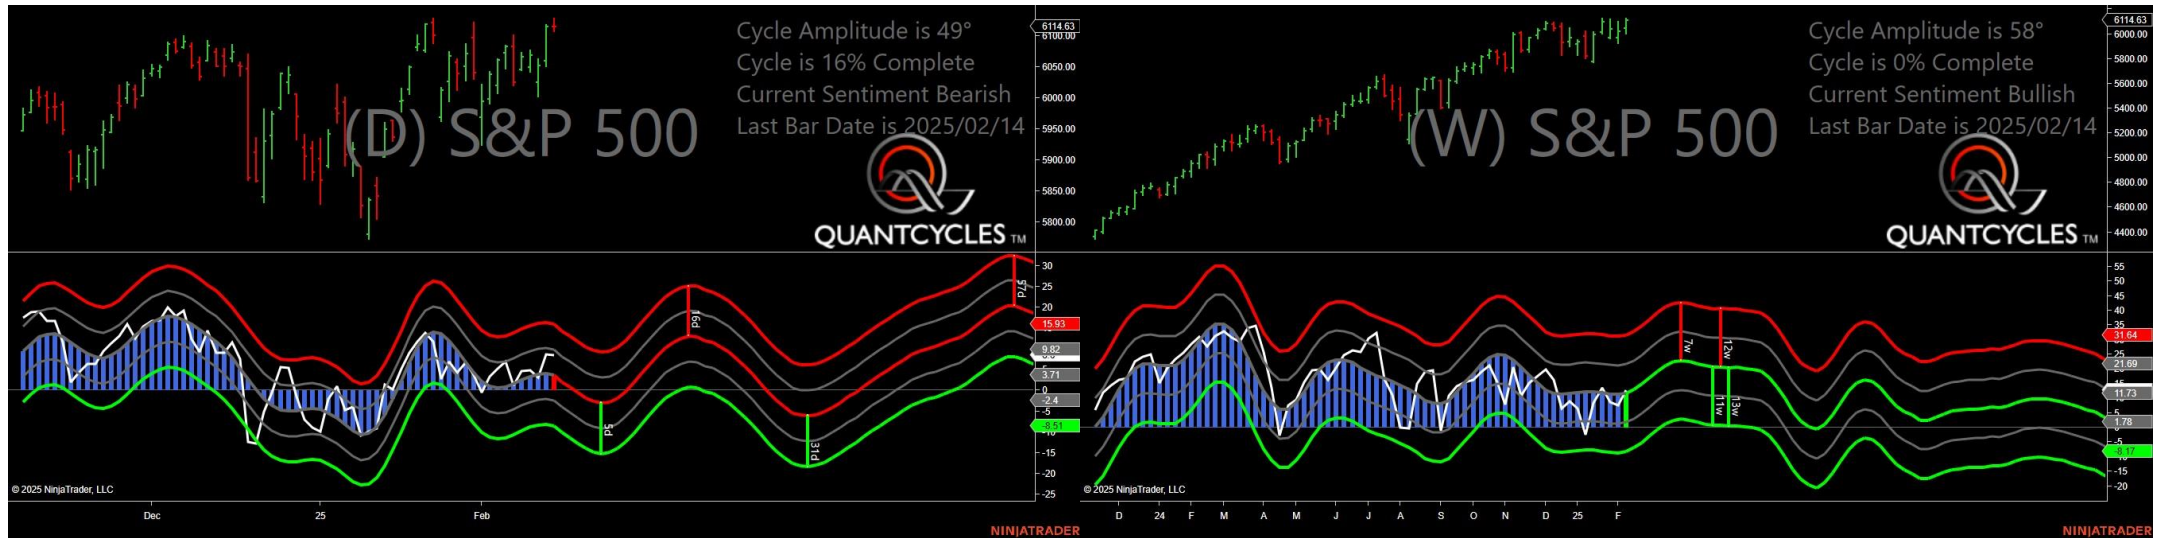 Cycle Amplitude is 49°
Cycle is 16% Complete
Current Sentiment Bearish
Last Bar Date is 2025/02/14
(D) S&P 500
QUANTCYCLES TM
6114.63
6100.00
6050.00
6000.00
5950.00
5900.00
5850.00
5800.00
30
25
20
15.93
9.82
3.71
0
-2.4
-5
-8.51
-15
-20
-25
5d
16d
31d
57d
© 2025 NinjaTrader, LLC
Dec 25 Feb
NINJATRADER
Cycle Amplitude is 58°
Cycle is 0% Complete
Current Sentiment Bullish
Last Bar Date is 2025/02/14
(W) S&P 500
QUANTCYCLES TM
6114.63
6000.00
5800.00
5600.00
5400.00
5200.00
5000.00
4800.00
4600.00
4400.00
55
50
45
40
35
31.64
25
21.69
11.73
1.78
-5
-8.17
-15
-20
7w
12w
11w
13w
© 2025 NinjaTrader, LLC
D 24 F M A M J J A S O N D 25 F
NINJATRADER